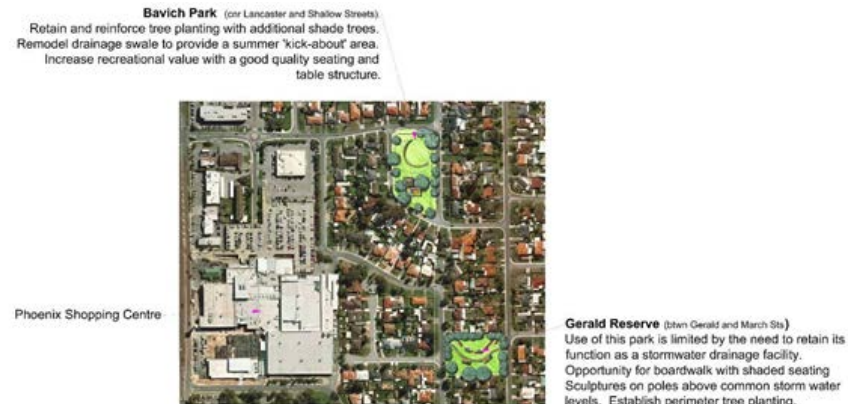 Bavich Park (cnr Lancaster and Shallow Streets)
Retain and reinforce tree planting with additional shade trees.
Remodel drainage swale to provide a summer 'kick-about' area.
Increase recreational value with a good quality seating and
table structure.
Phoenix Shopping Centre
Gerald Reserve (btwn Gerald and March Sts)
Use of this park is limited by the need to retain its
function as a stormwater drainage facility.
Opportunity for boardwalk with shaded seating
Sculptures on poles above common storm water
levels. Establish perimeter tree planting.